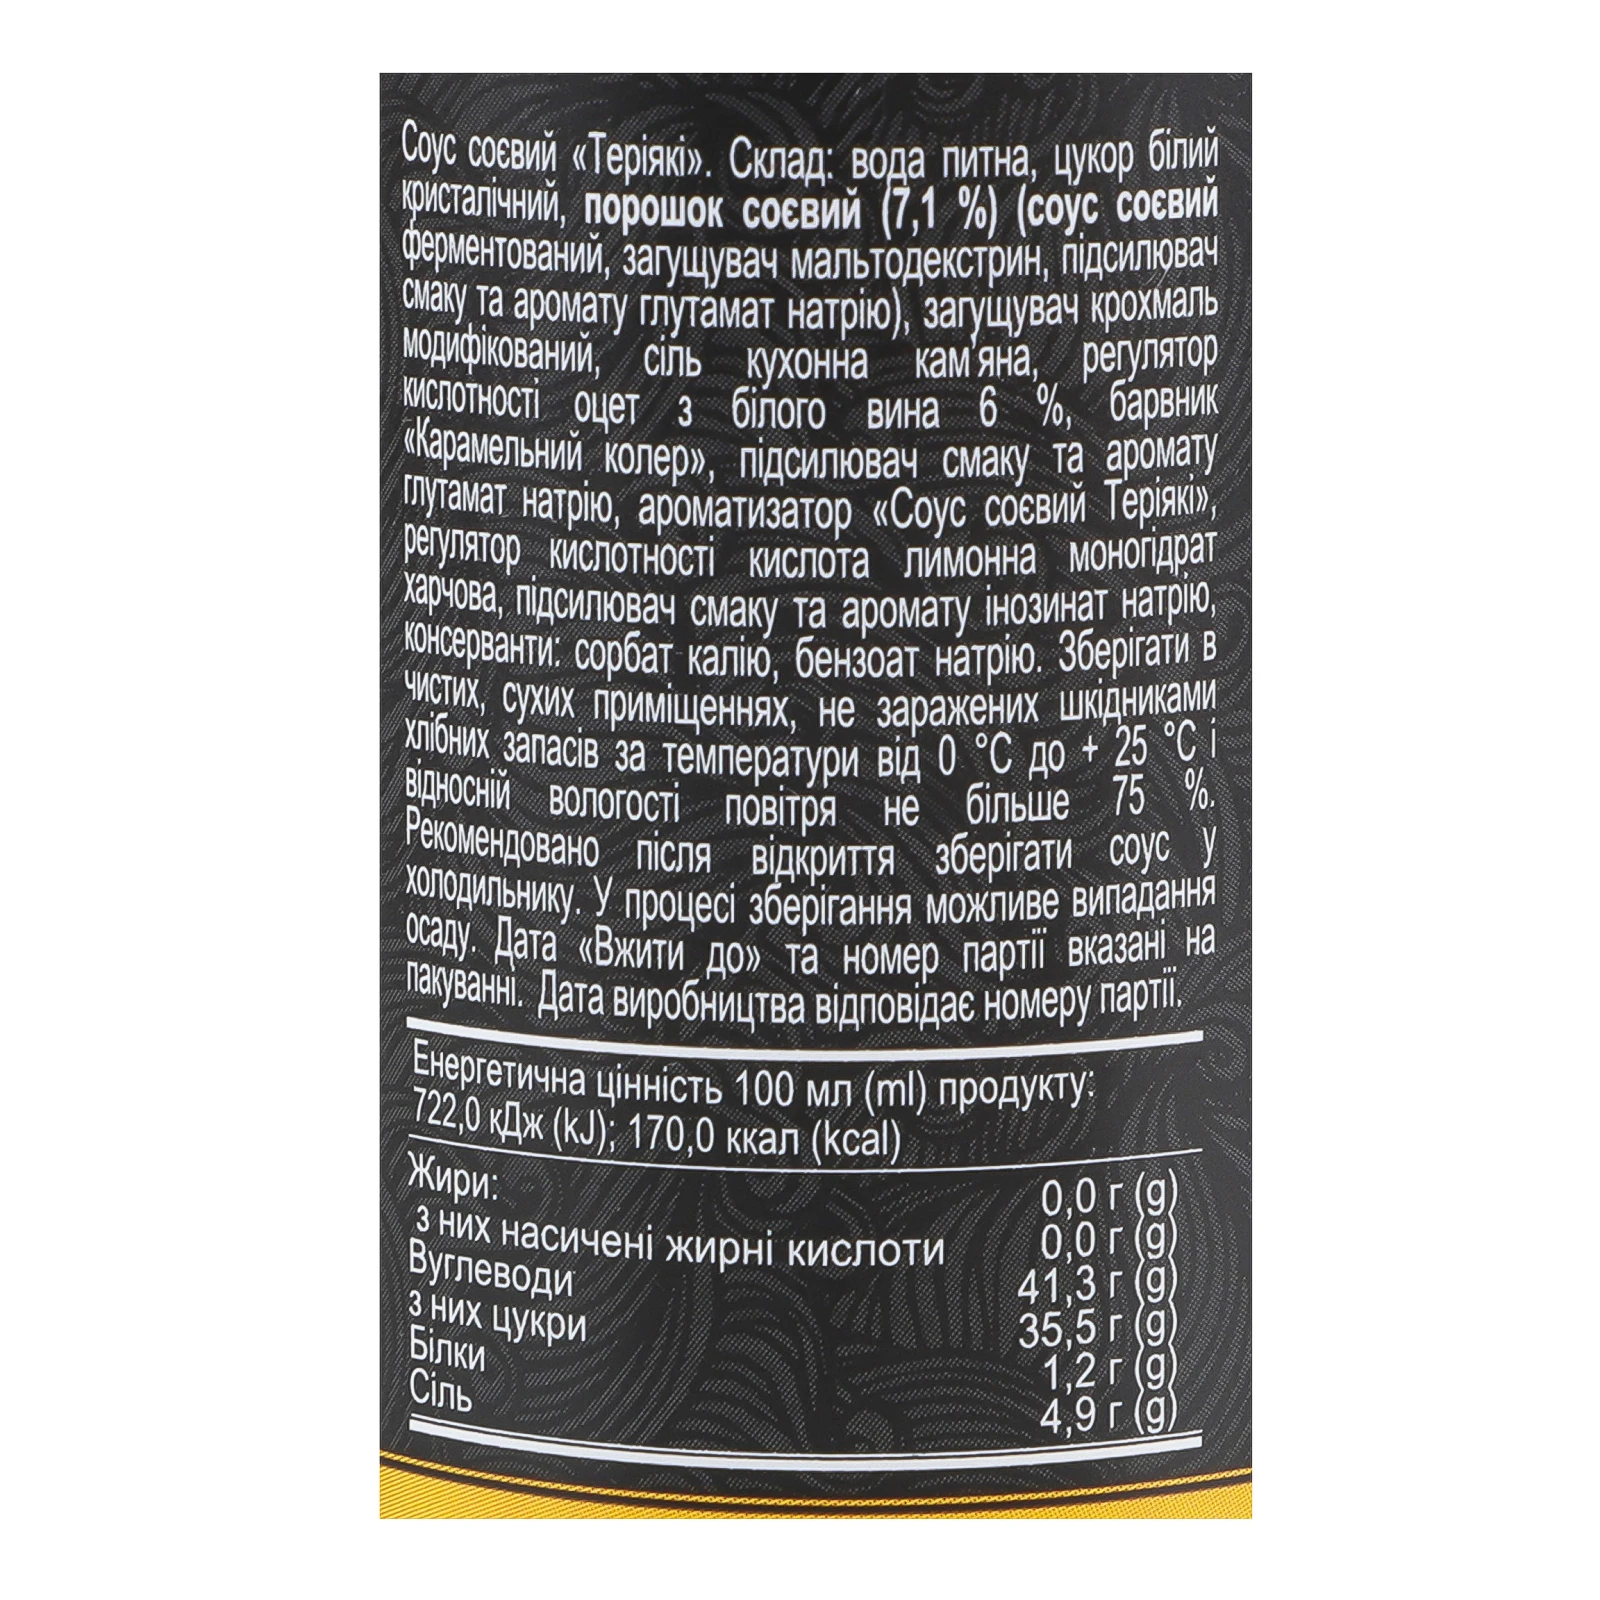 Соус соєвий «Теріякі». Склад: вода питна, цукор білий
кристалічний, порошок соєвий (7,1 %) (соус соєвий
ферментований, загущувач мальтодекстрин, підсилювач
смаку та аромату глутамат натрію), загущувач крохмаль
модифікований, сіль кухонна кам'яна, регулятор
кислотності оцет з білого вина 6 %, барвник
«Карамельний колер», підсилювач смаку та аромату
глутамат натрію, ароматизатор «Соус соєвий Теріякі»,
регулятор кислотності кислота лимонна моногідрат
харчова, підсилювач смаку та аромату інозинат натрію,
консерванти: сорбат калію, бензоат натрію. Зберігати в
чистих, сухих приміщеннях, не заражених шкідниками
хлібних запасів за температури від 0 °С до + 25 °С і
відносній вологості повітря не більше 75 %.
Рекомендовано після відкриття зберігати соус у
холодильнику. У процесі зберігання можливе випадання
осаду. Дата «Вжити до» та номер партії вказані на
пакуванні. Дата виробництва відповідає номеру партії.
Енергетична цінність 100 мл (ml) продукту:
722,0 кДж (kJ); 170,0 ккал (kcal)
Жири: 0,0 г (g)
з них насичені жирні кислоти 0,0 г (g)
Вуглеводи 41,3 г (g)
з них цукри 35,5 г (g)
Білки 1,2 г (g)
Сіль 4,9 г (g)